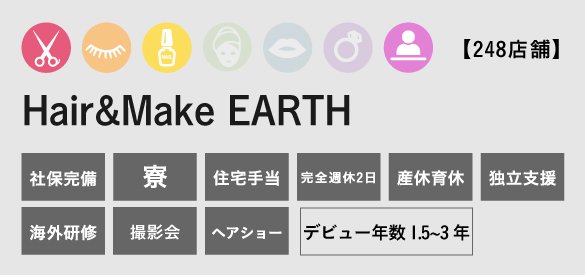 【248店舗】
Hair&Make EARTH
社保完備 寮 住宅手当 完全週休2日 産休育休 独立支援
海外研修 撮影会 ヘアショー デビュー年数1.5~3年